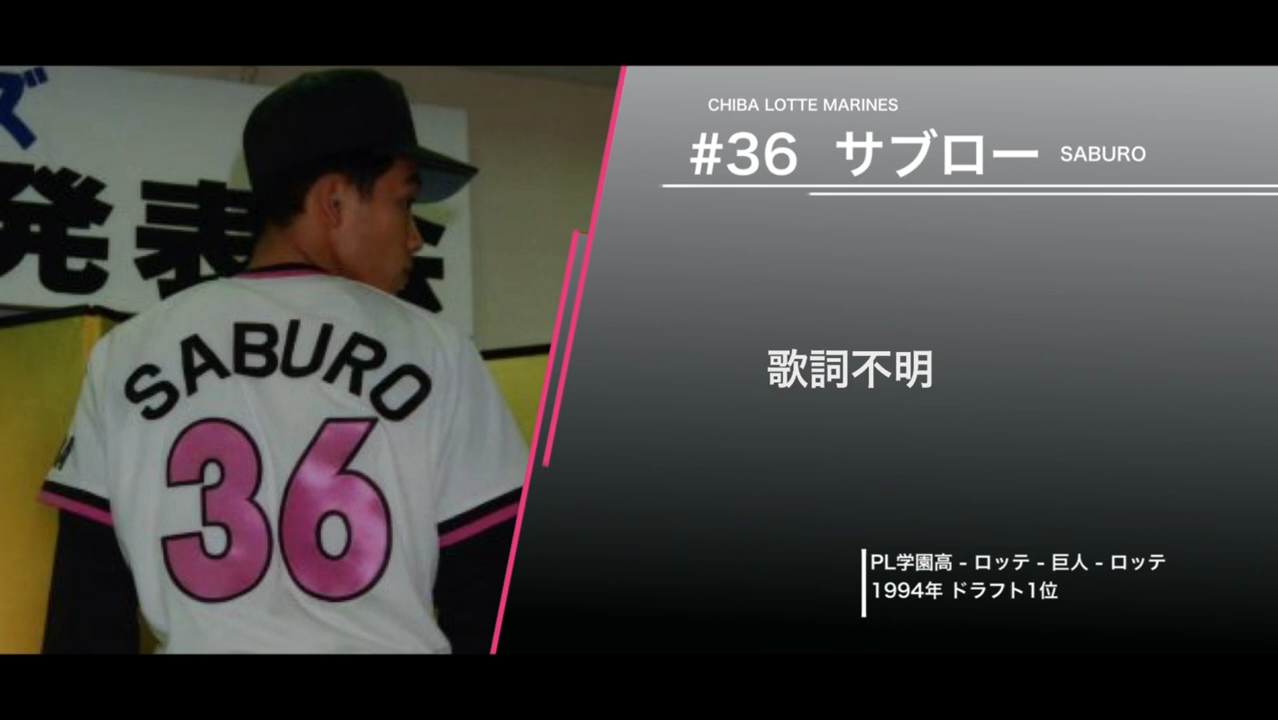 ズ
発表会
SABURO
36
CHIBA LOTTE MARINES
#36 サブロー SABURO
歌詞不明
PL学園高 - ロッテ - 巨人 - ロッテ
1994年 ドラフト1位